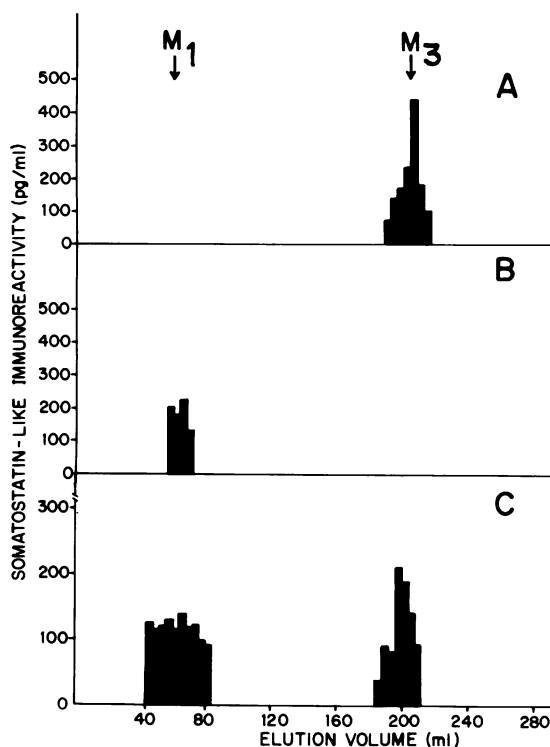 M1 M3
A
500
400
300
200
100
0
B
500
400
300
200
100
0
C
300
200
100
0
40 80 120 160 200 240 280
ELUTION VOLUME (ml)
SOMATOSTATIN-LIKE IMMUNOREACTIVITY (pg/ml)